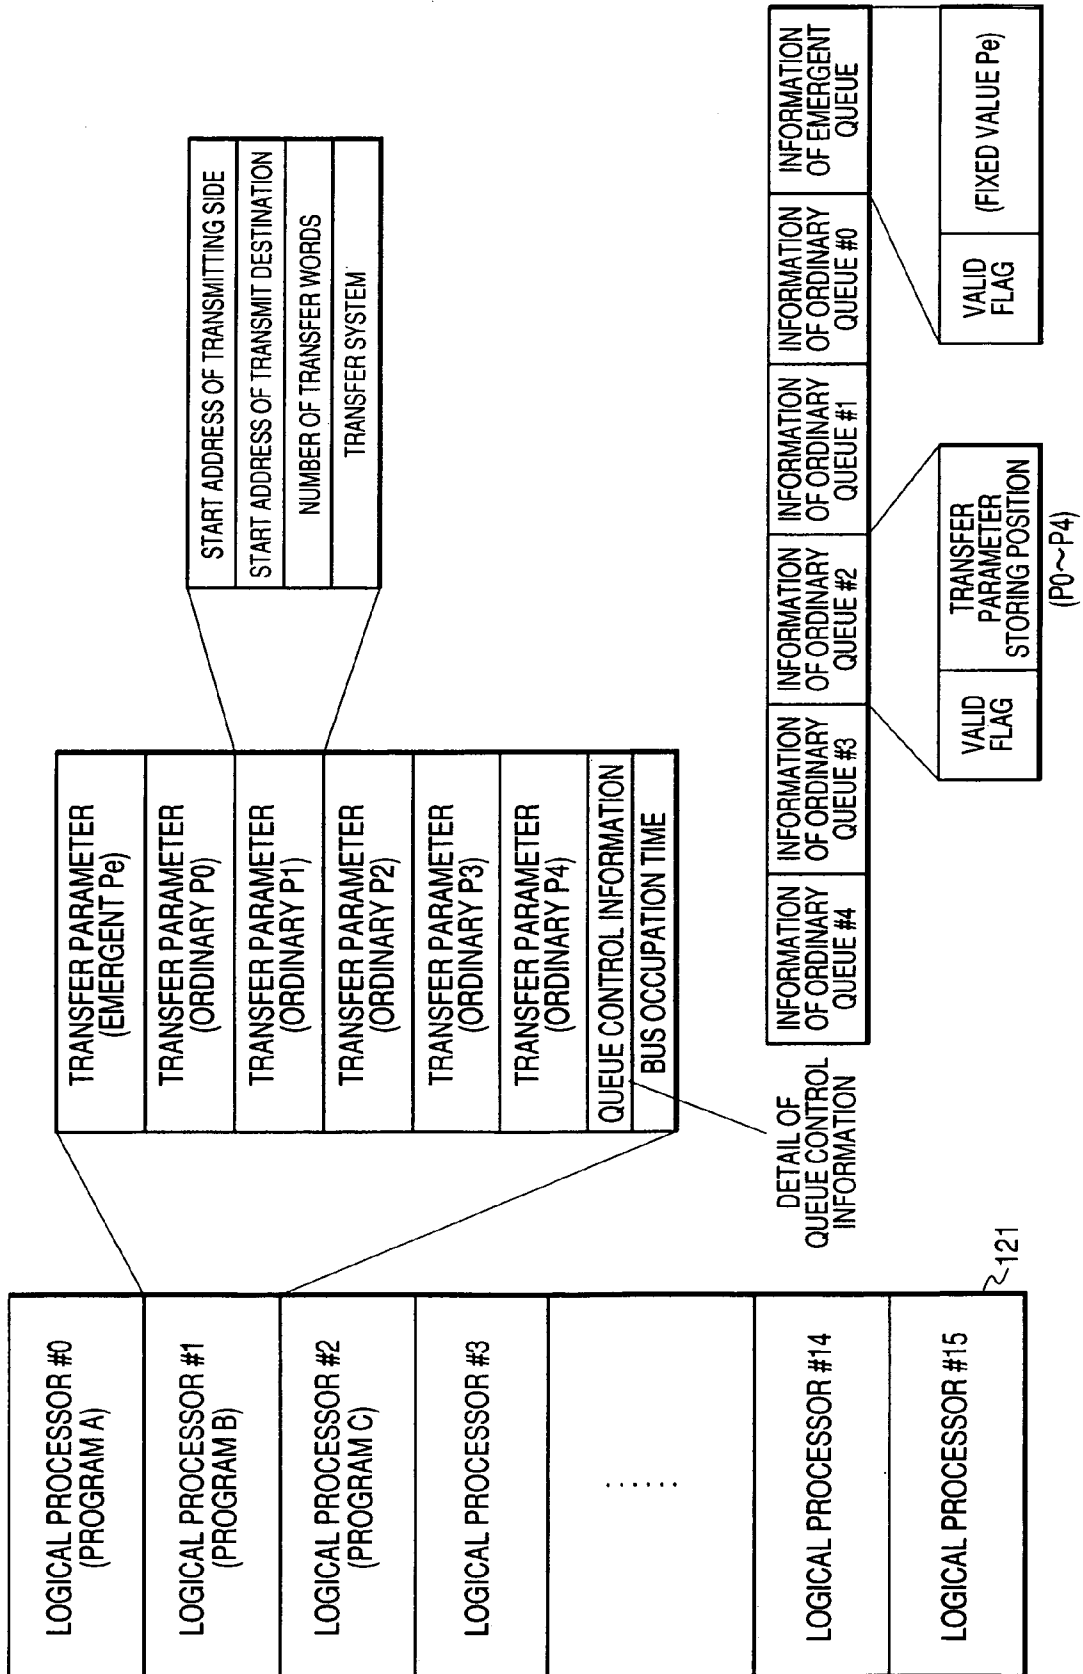 LOGICAL PROCESSOR #0
(PROGRAM A)
LOGICAL PROCESSOR #1
(PROGRAM B)
LOGICAL PROCESSOR #2
(PROGRAM C)
LOGICAL PROCESSOR #3
......
LOGICAL PROCESSOR #14
LOGICAL PROCESSOR #15
121
TRANSFER PARAMETER
(EMERGENT Pe)
TRANSFER PARAMETER
(ORDINARY P0)
TRANSFER PARAMETER
(ORDINARY P1)
TRANSFER PARAMETER
(ORDINARY P2)
TRANSFER PARAMETER
(ORDINARY P3)
TRANSFER PARAMETER
(ORDINARY P4)
QUEUE CONTROL INFORMATION
BUS OCCUPATION TIME
START ADDRESS OF TRANSMITTING SIDE
START ADDRESS OF TRANSMIT DESTINATION
NUMBER OF TRANSFER WORDS
TRANSFER SYSTEM
DETAIL OF
QUEUE CONTROL
INFORMATION
INFORMATION
OF ORDINARY
QUEUE #4
INFORMATION
OF ORDINARY
QUEUE #3
INFORMATION
OF ORDINARY
QUEUE #2
INFORMATION
OF ORDINARY
QUEUE #1
INFORMATION
OF ORDINARY
QUEUE #0
INFORMATION
OF EMERGENT
QUEUE
VALID
FLAG
TRANSFER
PARAMETER
STORING POSITION
(P0~P4)
VALID
FLAG
(FIXED VALUE Pe)